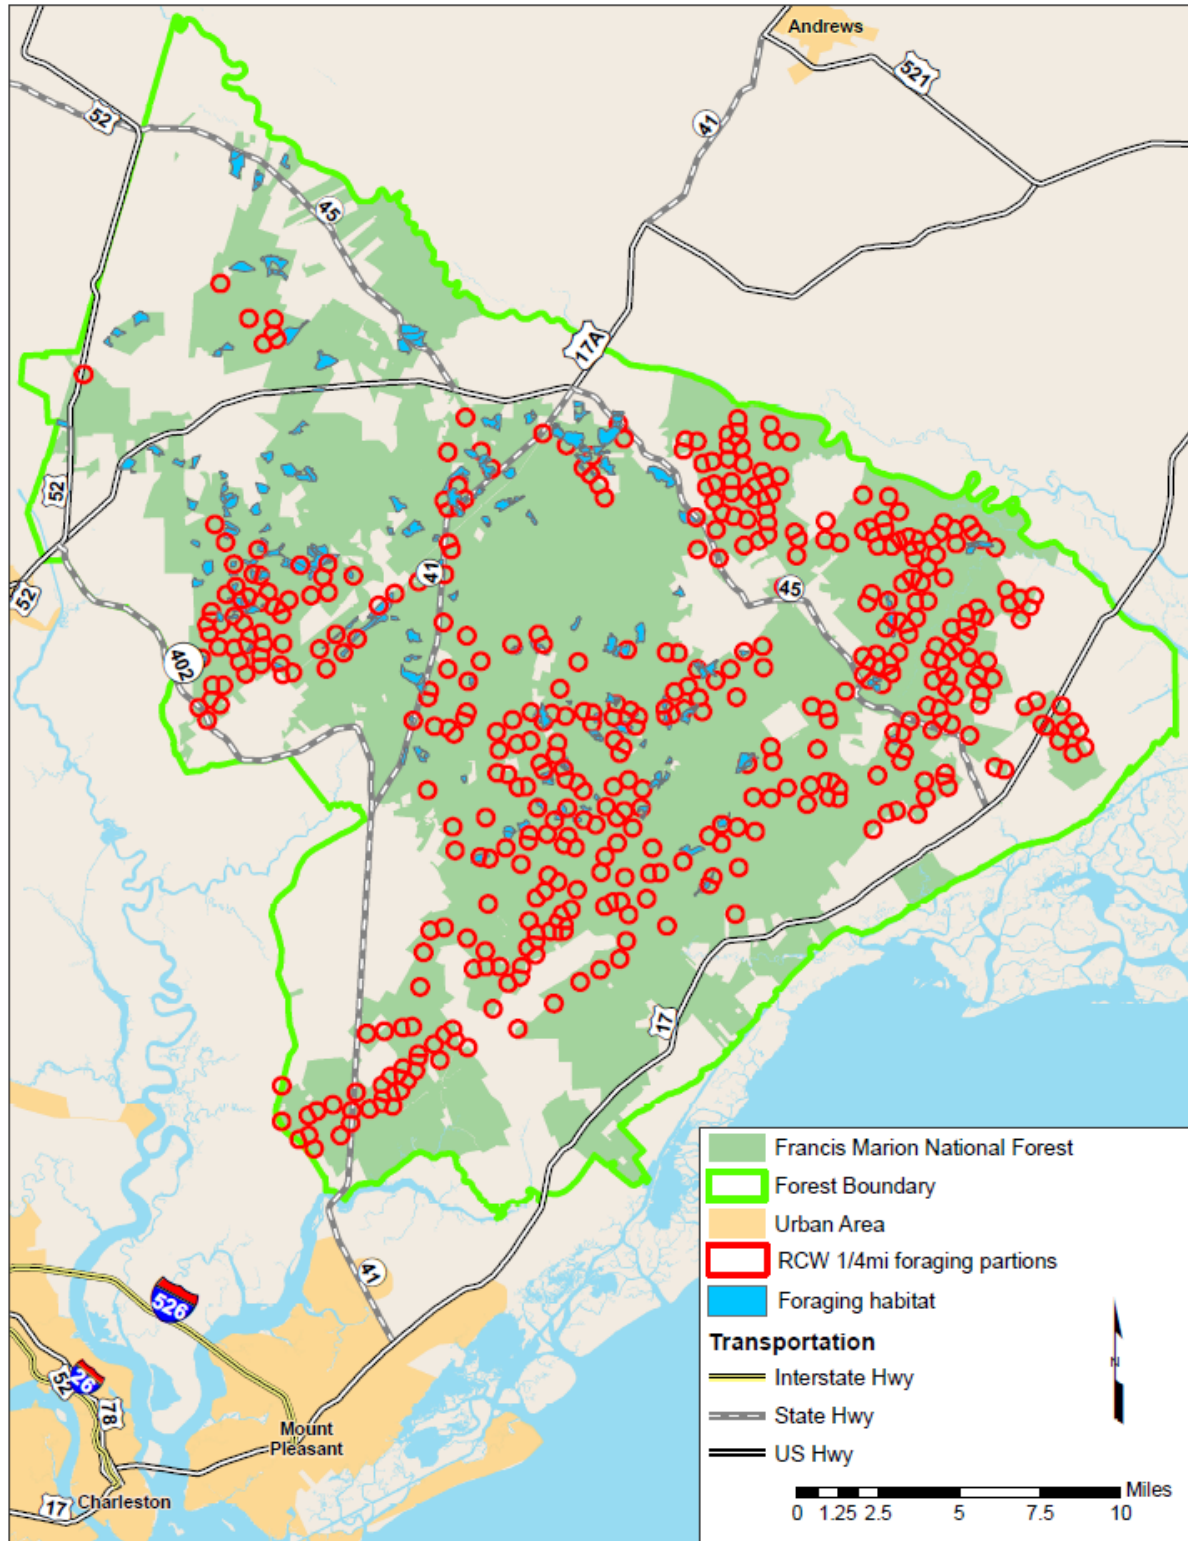 Andrews
521
52
41
45
17A
52
52
41
45
402
17
41
526
26
52
78
Mount
Pleasant
Charleston
17
Francis Marion National Forest
Forest Boundary
Urban Area
RCW 1/4mi foraging partions
Foraging habitat
Transportation
Interstate Hwy
State Hwy
US Hwy
N
Miles
0 1.25 2.5 5 7.5 10